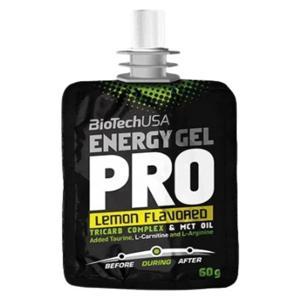 BioTechUSA
ENERGY GEL
PRO
LEMON FLAVORED
TRICARB COMPLEX & MCT OIL
Added Taurine, L-Carnitine and L-Arginine
BEFORE DURING AFTER
60g